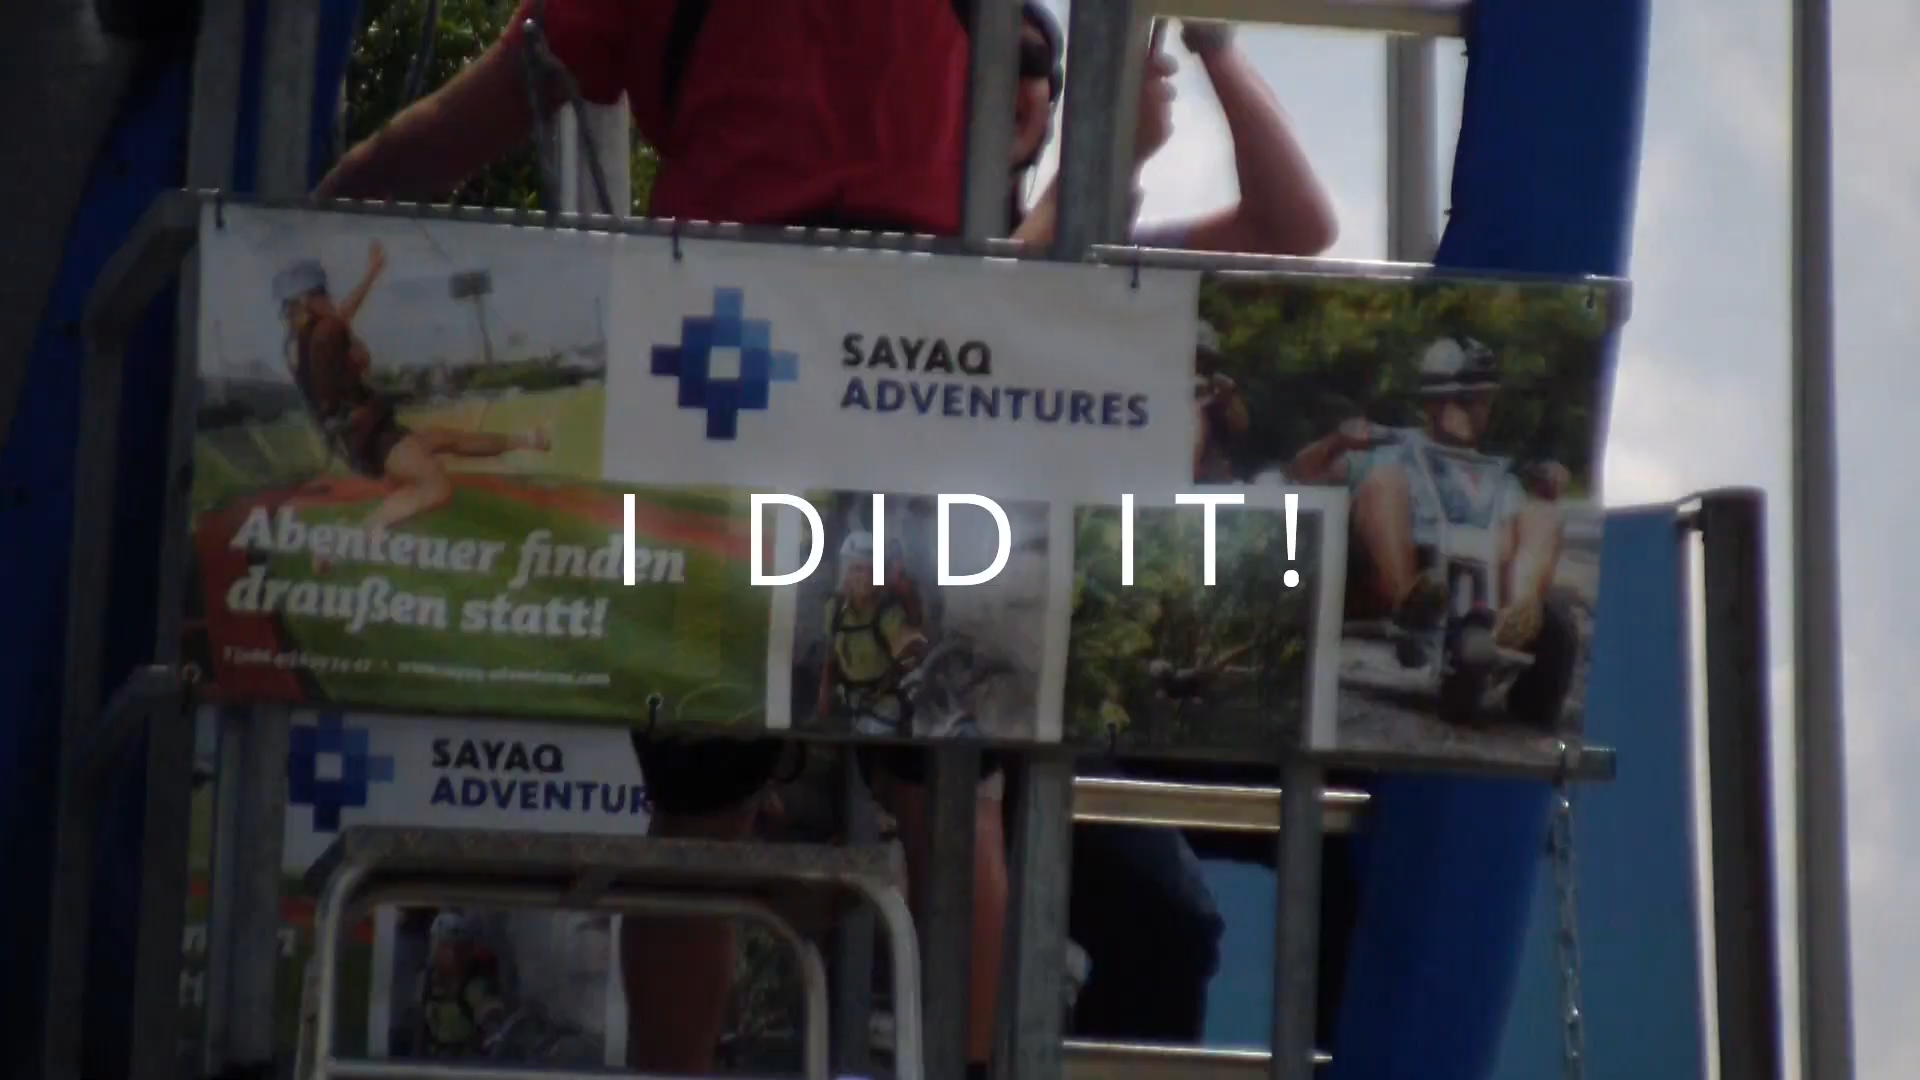 SAYAQ
ADVENTURES
I DID IT!
Abenteuer finden
draußen statt!
SAYAQ
ADVENTUR